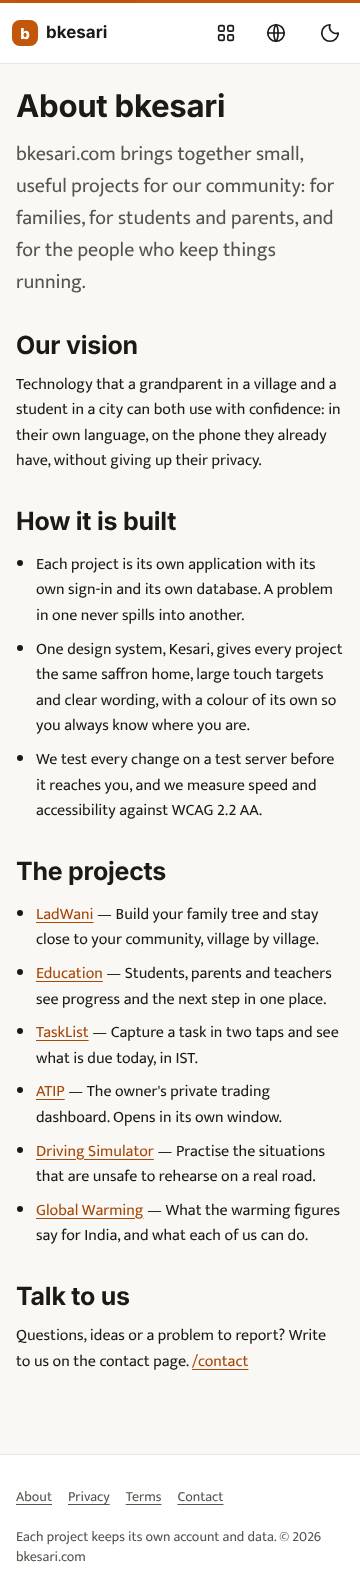 b bkesari
About bkesari
bkesari.com brings together small,
useful projects for our community: for
families, for students and parents, and
for the people who keep things
running.
Our vision
Technology that a grandparent in a village and a
student in a city can both use with confidence: in
their own language, on the phone they already
have, without giving up their privacy.
How it is built
• Each project is its own application with its
own sign-in and its own database. A problem
in one never spills into another.
• One design system, Kesari, gives every project
the same saffron home, large touch targets
and clear wording, with a colour of its own so
you always know where you are.
• We test every change on a test server before
it reaches you, and we measure speed and
accessibility against WCAG 2.2 AA.
The projects
• LadWani — Build your family tree and stay
close to your community, village by village.
• Education — Students, parents and teachers
see progress and the next step in one place.
• TaskList — Capture a task in two taps and see
what is due today, in IST.
• ATIP — The owner's private trading
dashboard. Opens in its own window.
• Driving Simulator — Practise the situations
that are unsafe to rehearse on a real road.
• Global Warming — What the warming figures
say for India, and what each of us can do.
Talk to us
Questions, ideas or a problem to report? Write
to us on the contact page. /contact
About Privacy Terms Contact
Each project keeps its own account and data. © 2026
bkesari.com